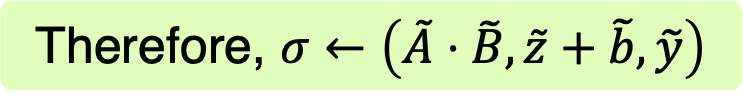 Therefore, 𝜎 ← (Ã · B̃, z̃ + b̃, ỹ)